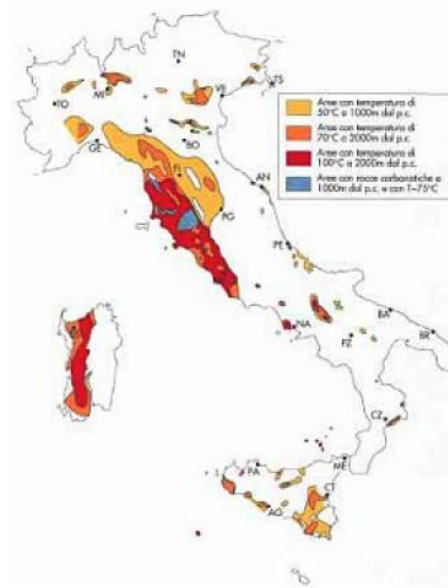 TN
TS
MI
VE
TO
Aree con temperatura di
50°C a 1000m dal p.c.
Aree con temperatura di
70°C a 2000m dal p.c.
Aree con temperatura di
100°C a 2000m dal p.c.
Aree con rocce carbonatiche a
1000m dal p.c. e con T>75°C
GE
BO
FI
AN
PG
PE
BA
NA
PZ
BR
CZ
ME
PA
CT
AG